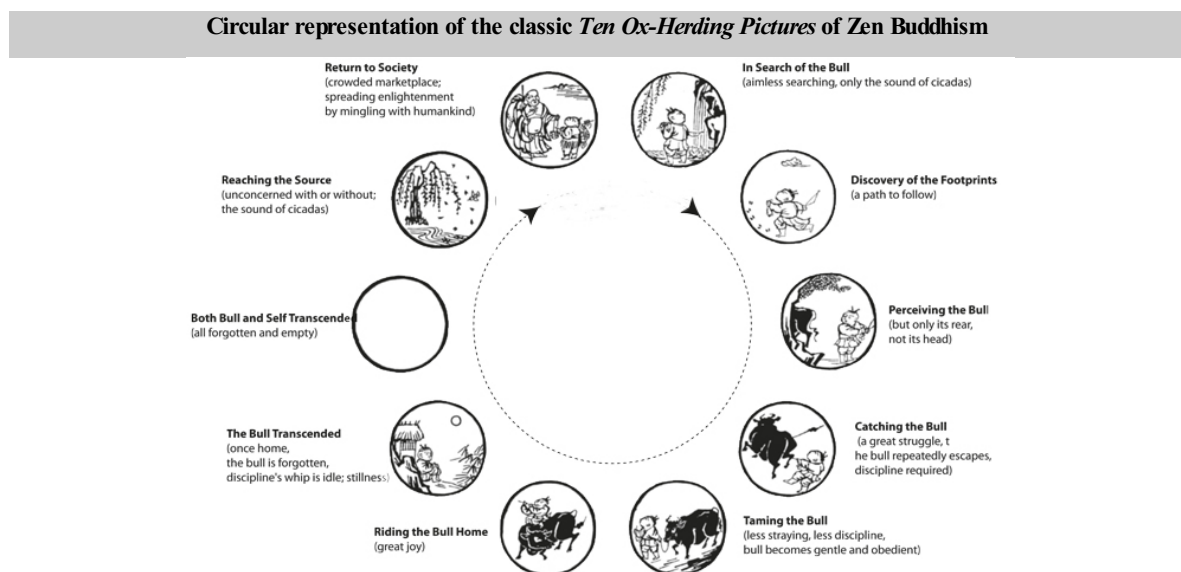 Circular representation of the classic Ten Ox-Herding Pictures of Zen Buddhism
Return to Society
(crowded marketplace;
spreading enlightenment
by mingling with humankind)
In Search of the Bull
(aimless searching, only the sound of cicadas)
Reaching the Source
(unconcerned with or without;
the sound of cicadas)
Discovery of the Footprints
(a path to follow)
Both Bull and Self Transcended
(all forgotten and empty)
Perceiving the Bull
(but only its rear,
not its head)
The Bull Transcended
(once home,
the bull is forgotten,
discipline's whip is idle; stillness)
Catching the Bull
(a great struggle, t
he bull repeatedly escapes,
discipline required)
Riding the Bull Home
(great joy)
Taming the Bull
(less straying, less discipline,
bull becomes gentle and obedient)